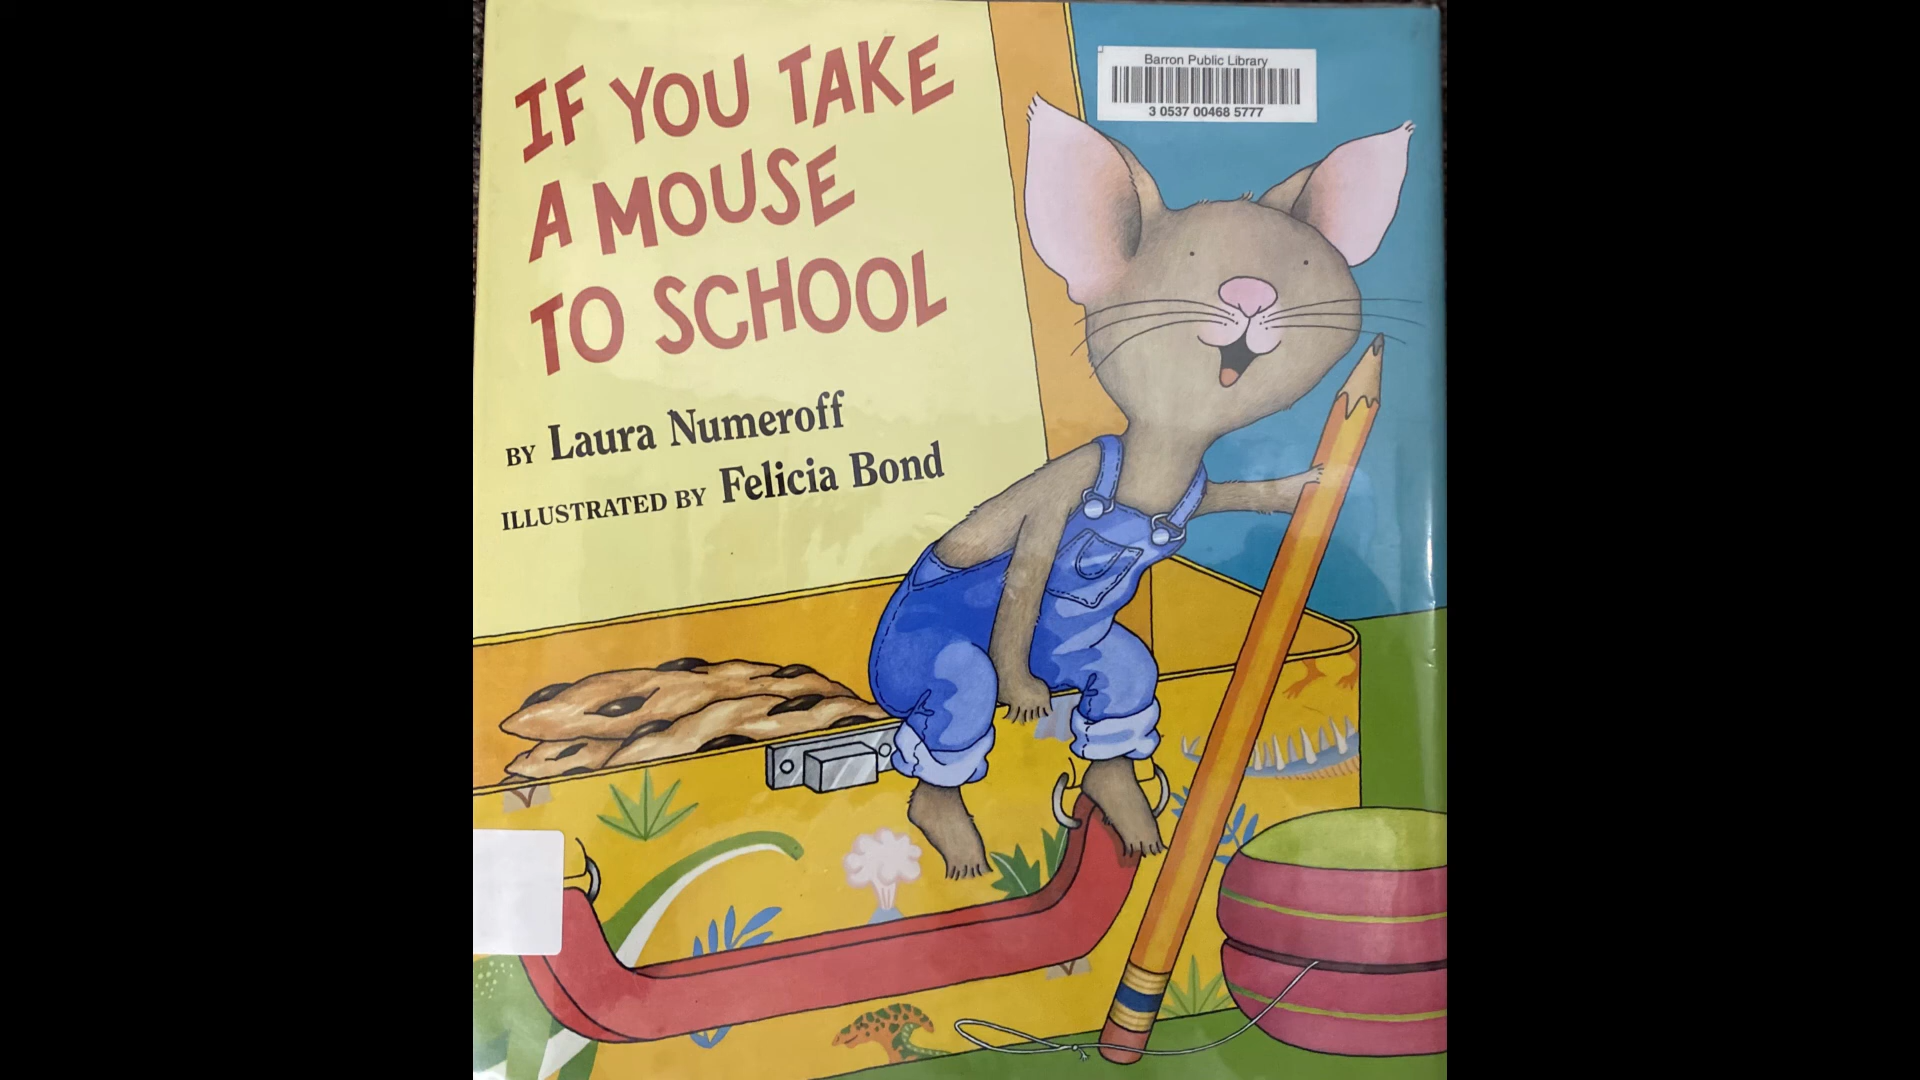 IF YOU TAKE
A MOUSE
TO SCHOOL
BY Laura Numeroff
ILLUSTRATED BY Felicia Bond
Barron Public Library
3 0537 00468 5777